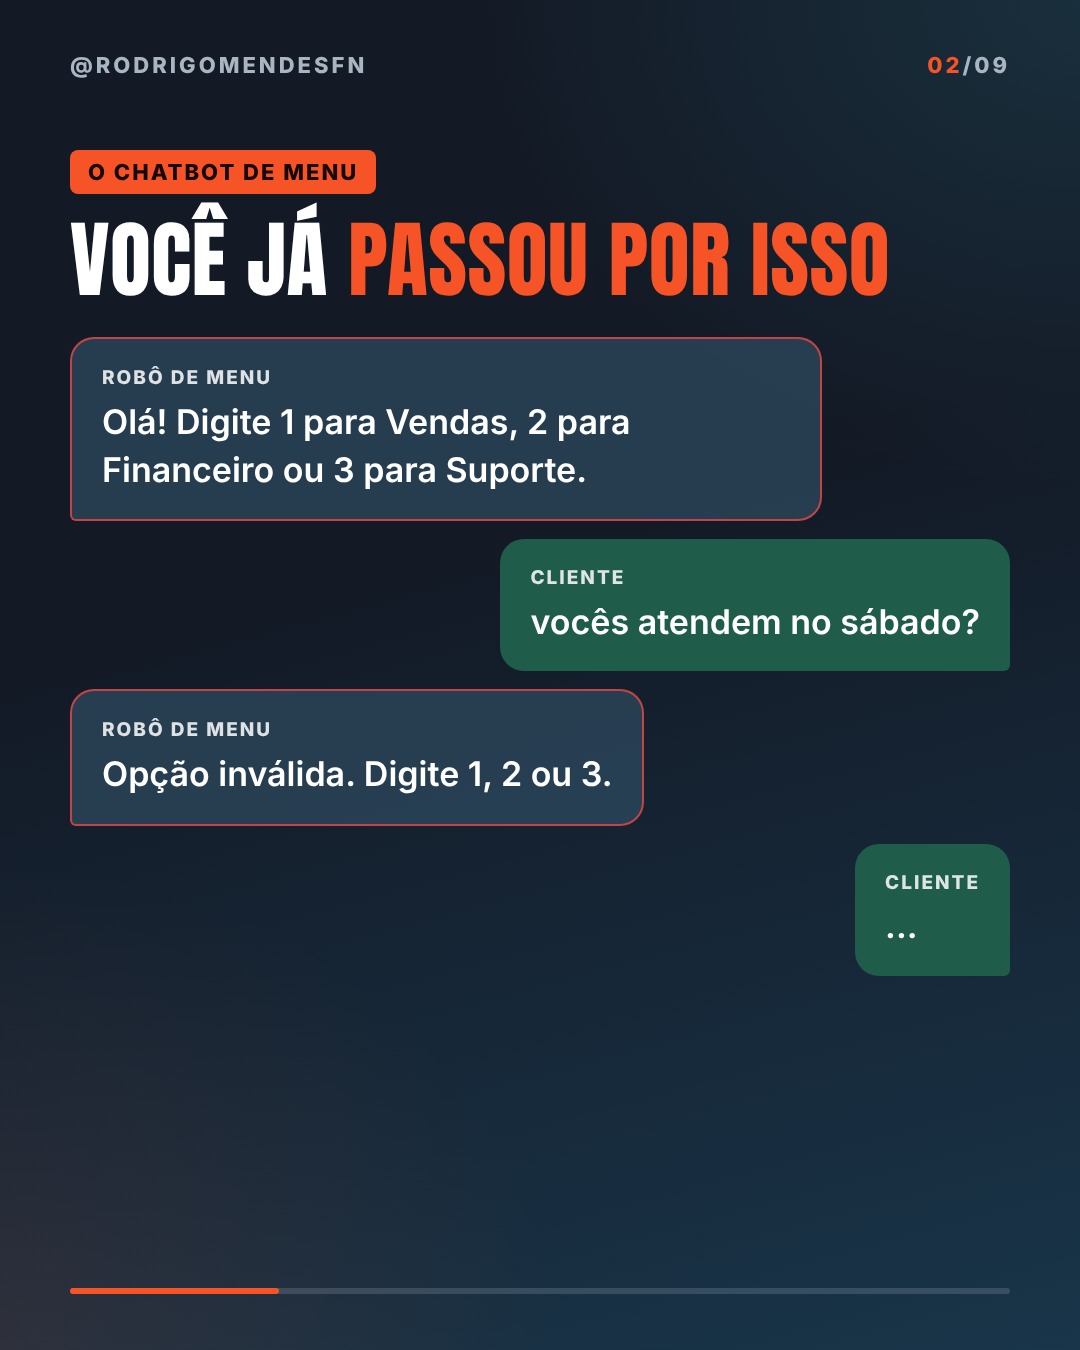 @RODRIGOMENDESFN
02/09
O CHATBOT DE MENU
VOCÊ JÁ PASSOU POR ISSO
ROBÔ DE MENU
Olá! Digite 1 para Vendas, 2 para
Financeiro ou 3 para Suporte.
CLIENTE
vocês atendem no sábado?
ROBÔ DE MENU
Opção inválida. Digite 1, 2 ou 3.
CLIENTE
...